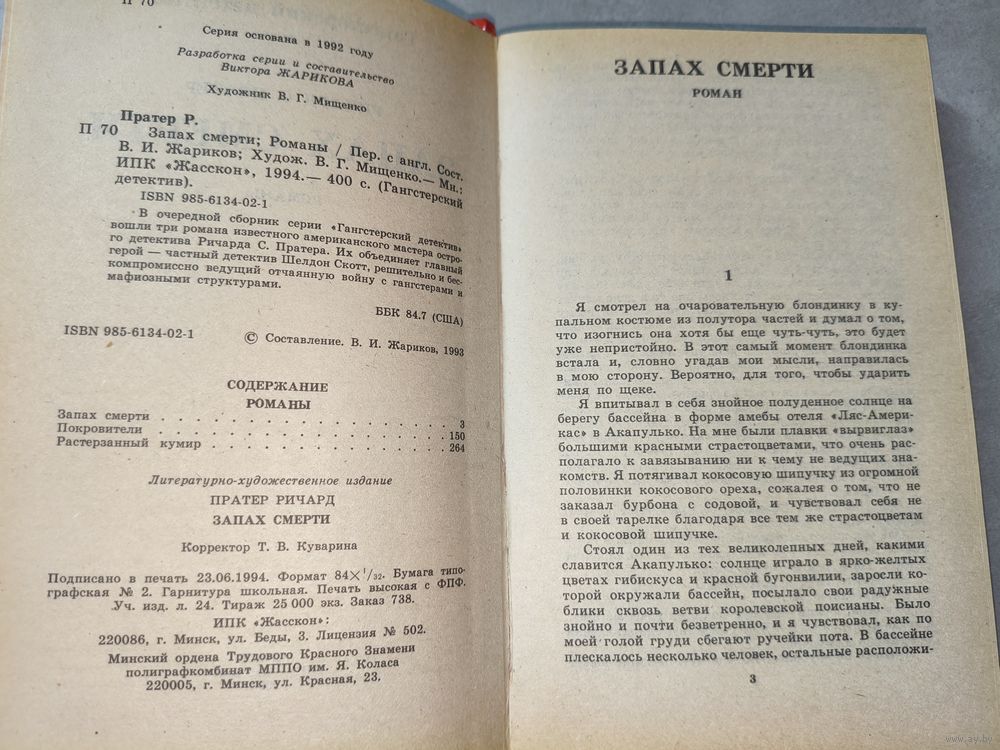 П 70
Серия основана в 1992 году
Разработка серии и составительство
Виктора ЖАРИКОВА
Художник В. Г. Мищенко
Пратер Р.
П 70 Запах смерти; Романы / Пер. с англ. Сост.
В. И. Жариков; Худож. В. Г. Мищенко.— Мн.:
ИПК «Жасскон», 1994.— 400 с. (Гангстерский
детектив).
ISBN 985-6134-02-1
В очередной сборник серии «Гангстерский детектив»
вошли три романа известного американского мастера остро-
го детектива Ричарда С. Пратера. Их объединяет главный
герой — частный детектив Шелдон Скотт, решительно и бес-
компромиссно ведущий отчаянную войну с гангстерами и
мафиозными структурами.
ББК 84.7 (США)
ISBN 985-6134-02-1
© Составление. В. И. Жариков, 1993
СОДЕРЖАНИЕ
РОМАНЫ
Запах смерти . . . . . . . . . . . . . . . 3
Покровители . . . . . . . . . . . . . . . 150
Растерзанный кумир . . . . . . . . . . . . 264
Литературно-художественное издание
ПРАТЕР РИЧАРД
ЗАПАХ СМЕРТИ
Корректор Т. В. Куварина
Подписано в печать 23.06.1994. Формат 84×1/32. Бумага типо-
графская № 2. Гарнитура школьная. Печать высокая с ФПФ.
Уч. изд. л. 24. Тираж 25 000 экз. Заказ 738.
ИПК «Жасскон»:
220086, г. Минск, ул. Беды, 3. Лицензия № 502.
Минский ордена Трудового Красного Знамени
полиграфкомбинат МППО им. Я. Коласа
220005, г. Минск, ул. Красная, 23.
ЗАПАХ СМЕРТИ
РОМАН
1
Я смотрел на очаровательную блондинку в ку-
пальном костюме из полутора частей и думал о том,
что изогнись она хотя бы еще чуть-чуть, это будет
уже непристойно. В этот самый момент блондинка
встала и, словно угадав мои мысли, направилась
в мою сторону. Вероятно, для того, чтобы ударить
меня по щеке.
Я впитывал в себя знойное полуденное солнце на
берегу бассейна в форме амебы отеля «Ляс-Амери-
кас» в Акапулько. На мне были плавки «вырвиглаз»
большими красными страстоцветами, что очень рас-
полагало к завязыванию ни к чему не ведущих зна-
комств. Я потягивал кокосовую шипучку из огромной
половинки кокосового ореха, сожалея о том, что не
заказал бурбона с содовой, и чувствовал себя не
в своей тарелке благодаря все тем же страстоцветам
и кокосовой шипучке.
Стоял один из тех великолепных дней, какими
славится Акапулько: солнце играло в ярко-желтых
цветах гибискуса и красной бугонвилии, заросли ко-
торой окружали бассейн, посылало свои радужные
блики сквозь ветви королевской поисианы. Было
знойно и почти безветренно, и я чувствовал, как по
моей голой груди сбегают ручейки пота. В бассейне
плескалось несколько человек, остальные расположи-
3
www.ay.by